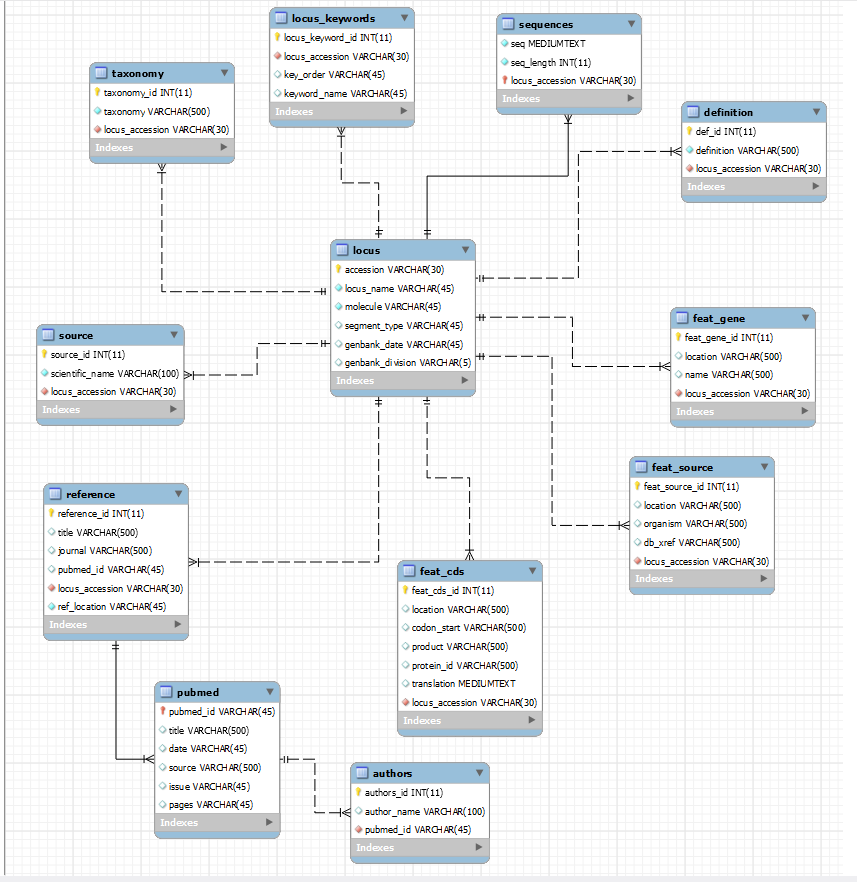 locus_keywords
locus_keyword_id INT(11)
locus_accession VARCHAR(30)
key_order VARCHAR(45)
keyword_name VARCHAR(45)
Indexes
sequences
seq MEDIUMTEXT
seq_length INT(11)
locus_accession VARCHAR(30)
Indexes
taxonomy
taxonomy_id INT(11)
taxonomy VARCHAR(500)
locus_accession VARCHAR(30)
Indexes
definition
def_id INT(11)
definition VARCHAR(500)
locus_accession VARCHAR(30)
Indexes
locus
accession VARCHAR(30)
locus_name VARCHAR(45)
molecule VARCHAR(45)
segment_type VARCHAR(45)
genbank_date VARCHAR(45)
genbank_division VARCHAR(5)
Indexes
source
source_id INT(11)
scientific_name VARCHAR(100)
locus_accession VARCHAR(30)
Indexes
feat_gene
feat_gene_id INT(11)
location VARCHAR(500)
name VARCHAR(500)
locus_accession VARCHAR(30)
Indexes
feat_source
feat_source_id INT(11)
location VARCHAR(500)
organism VARCHAR(500)
db_xref VARCHAR(500)
locus_accession VARCHAR(30)
Indexes
reference
reference_id INT(11)
title VARCHAR(500)
journal VARCHAR(500)
pubmed_id VARCHAR(45)
locus_accession VARCHAR(30)
ref_location VARCHAR(45)
Indexes
feat_cds
feat_cds_id INT(11)
location VARCHAR(500)
codon_start VARCHAR(500)
product VARCHAR(500)
protein_id VARCHAR(500)
translation MEDIUMTEXT
locus_accession VARCHAR(30)
Indexes
pubmed
pubmed_id VARCHAR(45)
title VARCHAR(500)
date VARCHAR(45)
source VARCHAR(500)
issue VARCHAR(45)
pages VARCHAR(45)
Indexes
authors
authors_id INT(11)
author_name VARCHAR(100)
pubmed_id VARCHAR(45)
Indexes